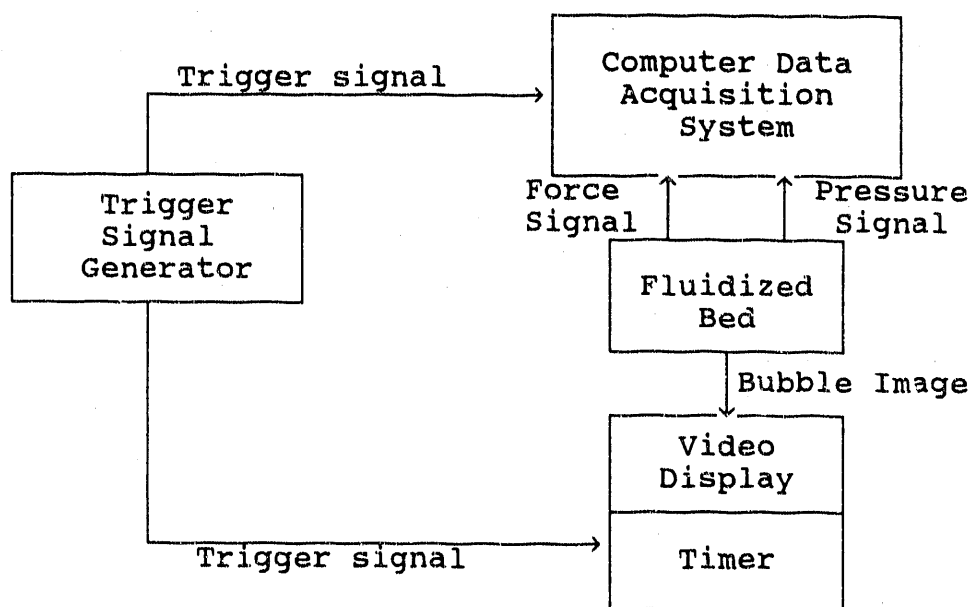 Trigger signal
Computer Data
Acquisition
System
Trigger
Signal
Generator
Force
Signal
Pressure
Signal
Fluidized
Bed
Bubble Image
Video
Display
Trigger signal
Timer